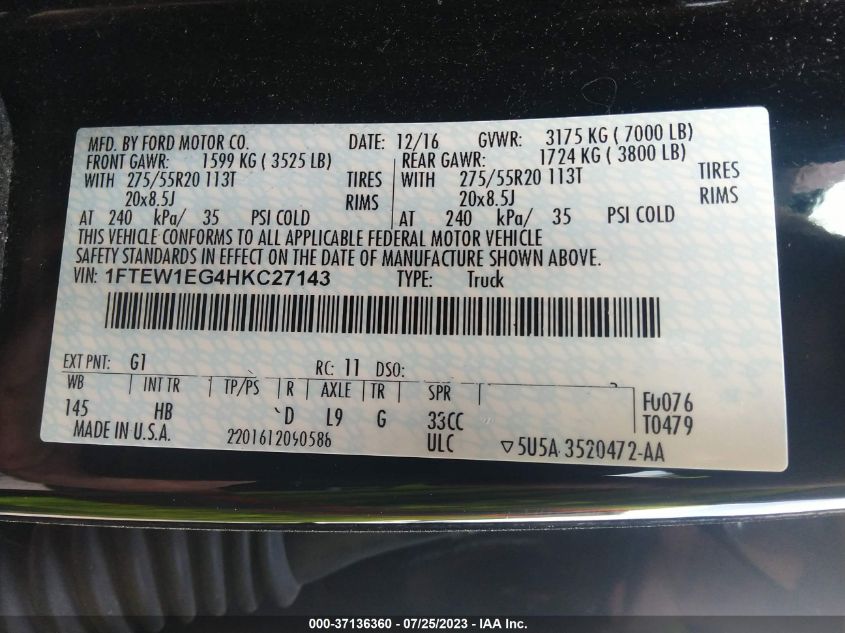 MFD. BY FORD MOTOR CO. DATE: 12/16 GVWR: 3175 KG ( 7000 LB)
FRONT GAWR: 1599 KG ( 3525 LB) REAR GAWR: 1724 KG ( 3800 LB)
WITH 275/55R20 113T TIRES WITH 275/55R20 113T TIRES
20x8.5J RIMS 20x8.5J RIMS
AT 240 kPa/ 35 PSI COLD AT 240 kPa/ 35 PSI COLD
THIS VEHICLE CONFORMS TO ALL APPLICABLE FEDERAL MOTOR VEHICLE
SAFETY STANDARDS IN EFFECT ON THE DATE OF MANUFACTURE SHOWN ABOVE.
VIN: 1FTEW1EG4HKC27143 TYPE: Truck
EXT PNT: G1 RC: 11 DSO:
WB INT TR TP/PS R AXLE TR SPR
145 HB D L9 G 33CC F0076
MADE IN U.S.A. 2201612090586 ULC T0479
▽5U5A 3520472-AA
000-37136360 — 07/25/2023 — IAA Inc.